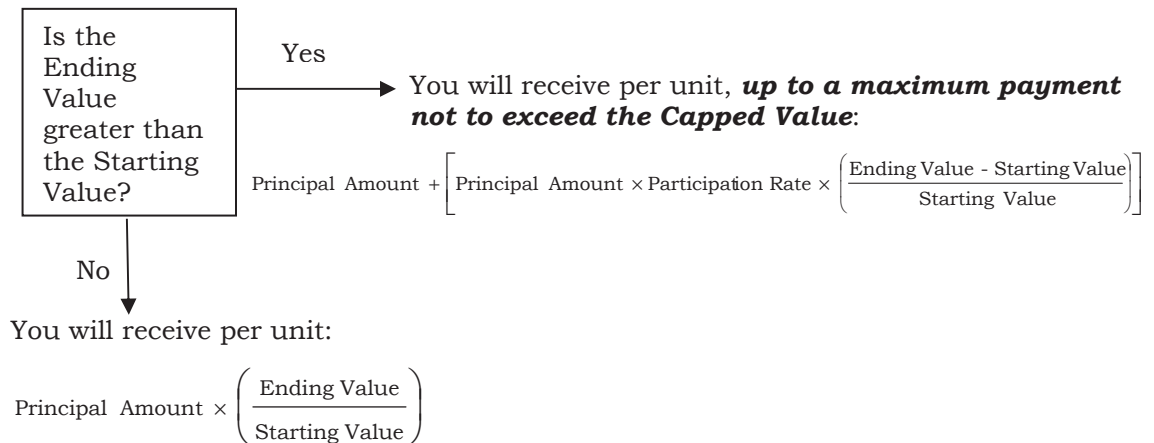 Is the
Ending
Value
greater than
the Starting
Value?
Yes
You will receive per unit, up to a maximum payment
not to exceed the Capped Value:
Principal Amount + [Principal Amount × Participation Rate × (Ending Value - Starting Value / Starting Value)]
No
You will receive per unit:
Principal Amount × (Ending Value / Starting Value)